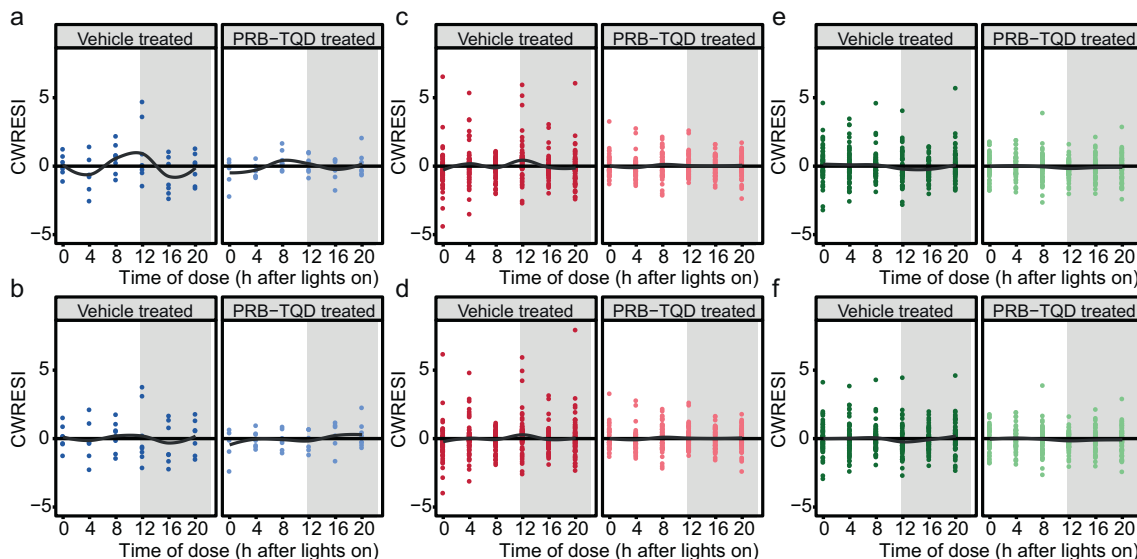 a
Vehicle treated PRB−TQD treated
CWRESI
5
0
−5
0 4 8 12 16 20 0 4 8 12 16 20
Time of dose (h after lights on)
c
Vehicle treated PRB−TQD treated
CWRESI
5
0
−5
0 4 8 12 16 20 0 4 8 12 16 20
Time of dose (h after lights on)
e
Vehicle treated PRB−TQD treated
CWRESI
5
0
−5
0 4 8 12 16 20 0 4 8 12 16 20
Time of dose (h after lights on)
b
Vehicle treated PRB−TQD treated
CWRESI
5
0
−5
0 4 8 12 16 20 0 4 8 12 16 20
Time of dose (h after lights on)
d
Vehicle treated PRB−TQD treated
CWRESI
5
0
−5
0 4 8 12 16 20 0 4 8 12 16 20
Time of dose (h after lights on)
f
Vehicle treated PRB−TQD treated
CWRESI
5
0
−5
0 4 8 12 16 20 0 4 8 12 16 20
Time of dose (h after lights on)